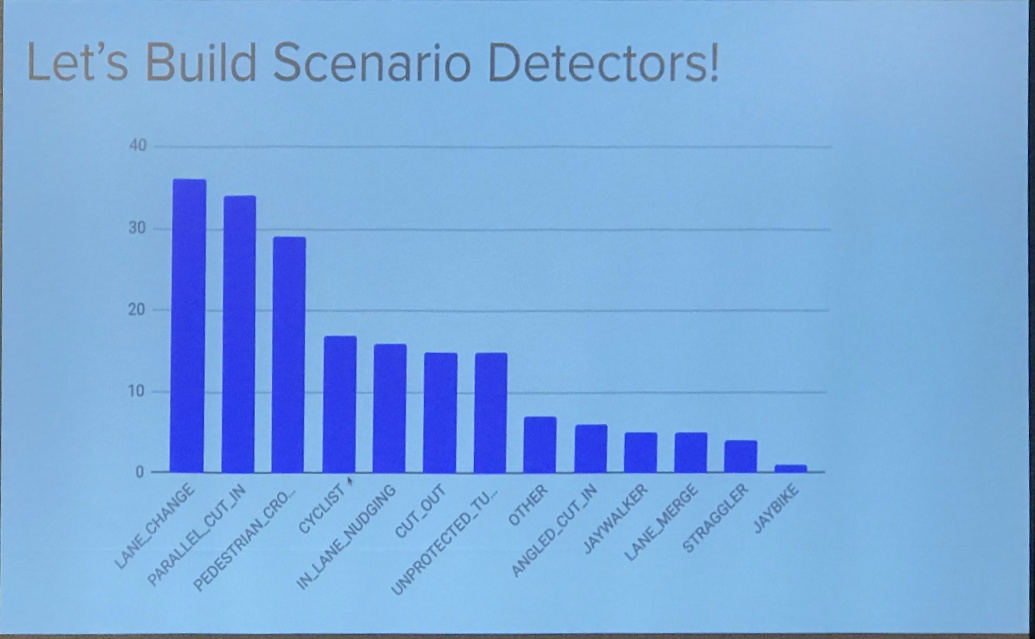 Let's Build Scenario Detectors!
40
30
20
10
0
LANE_CHANGE
PARALLEL_CUT_IN
PEDESTRIAN_CRO...
CYCLIST
IN_LANE_NUDGING
CUT_OUT
UNPROTECTED_TU...
OTHER
ANGLED_CUT_IN
JAYWALKER
LANE_MERGE
STRAGGLER
JAYBIKE